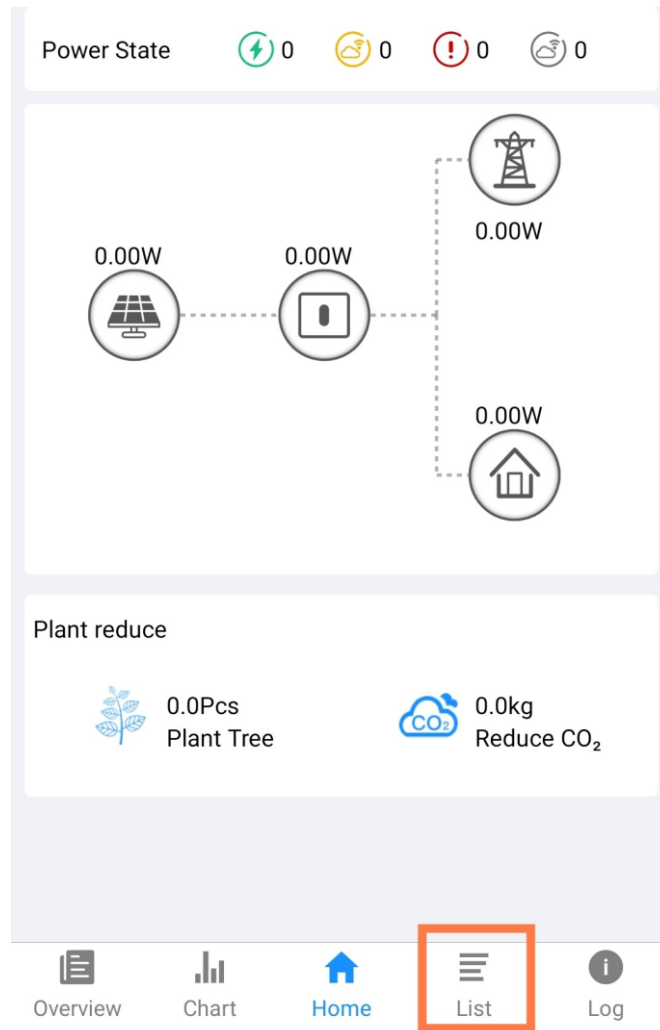 Power State 0 0 0 0
0.00W
0.00W 0.00W
0.00W
Plant reduce
0.0Pcs 0.0kg
Plant Tree Reduce CO₂
CO₂
Overview Chart Home List Log